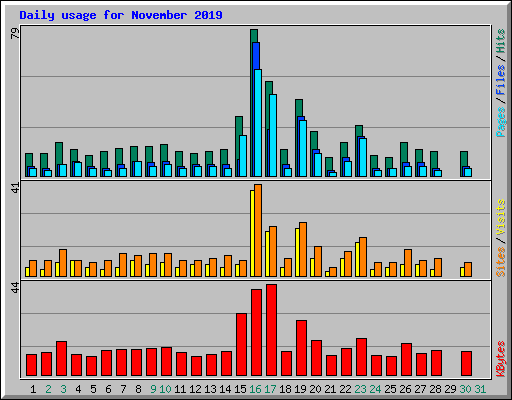 Daily usage for November 2019
79
Pages / Files / Hits
41
Sites / Visits
44
KBytes
1 2 3 4 5 6 7 8 9 10 11 12 13 14 15 16 17 18 19 20 21 22 23 24 25 26 27 28 29 30 31